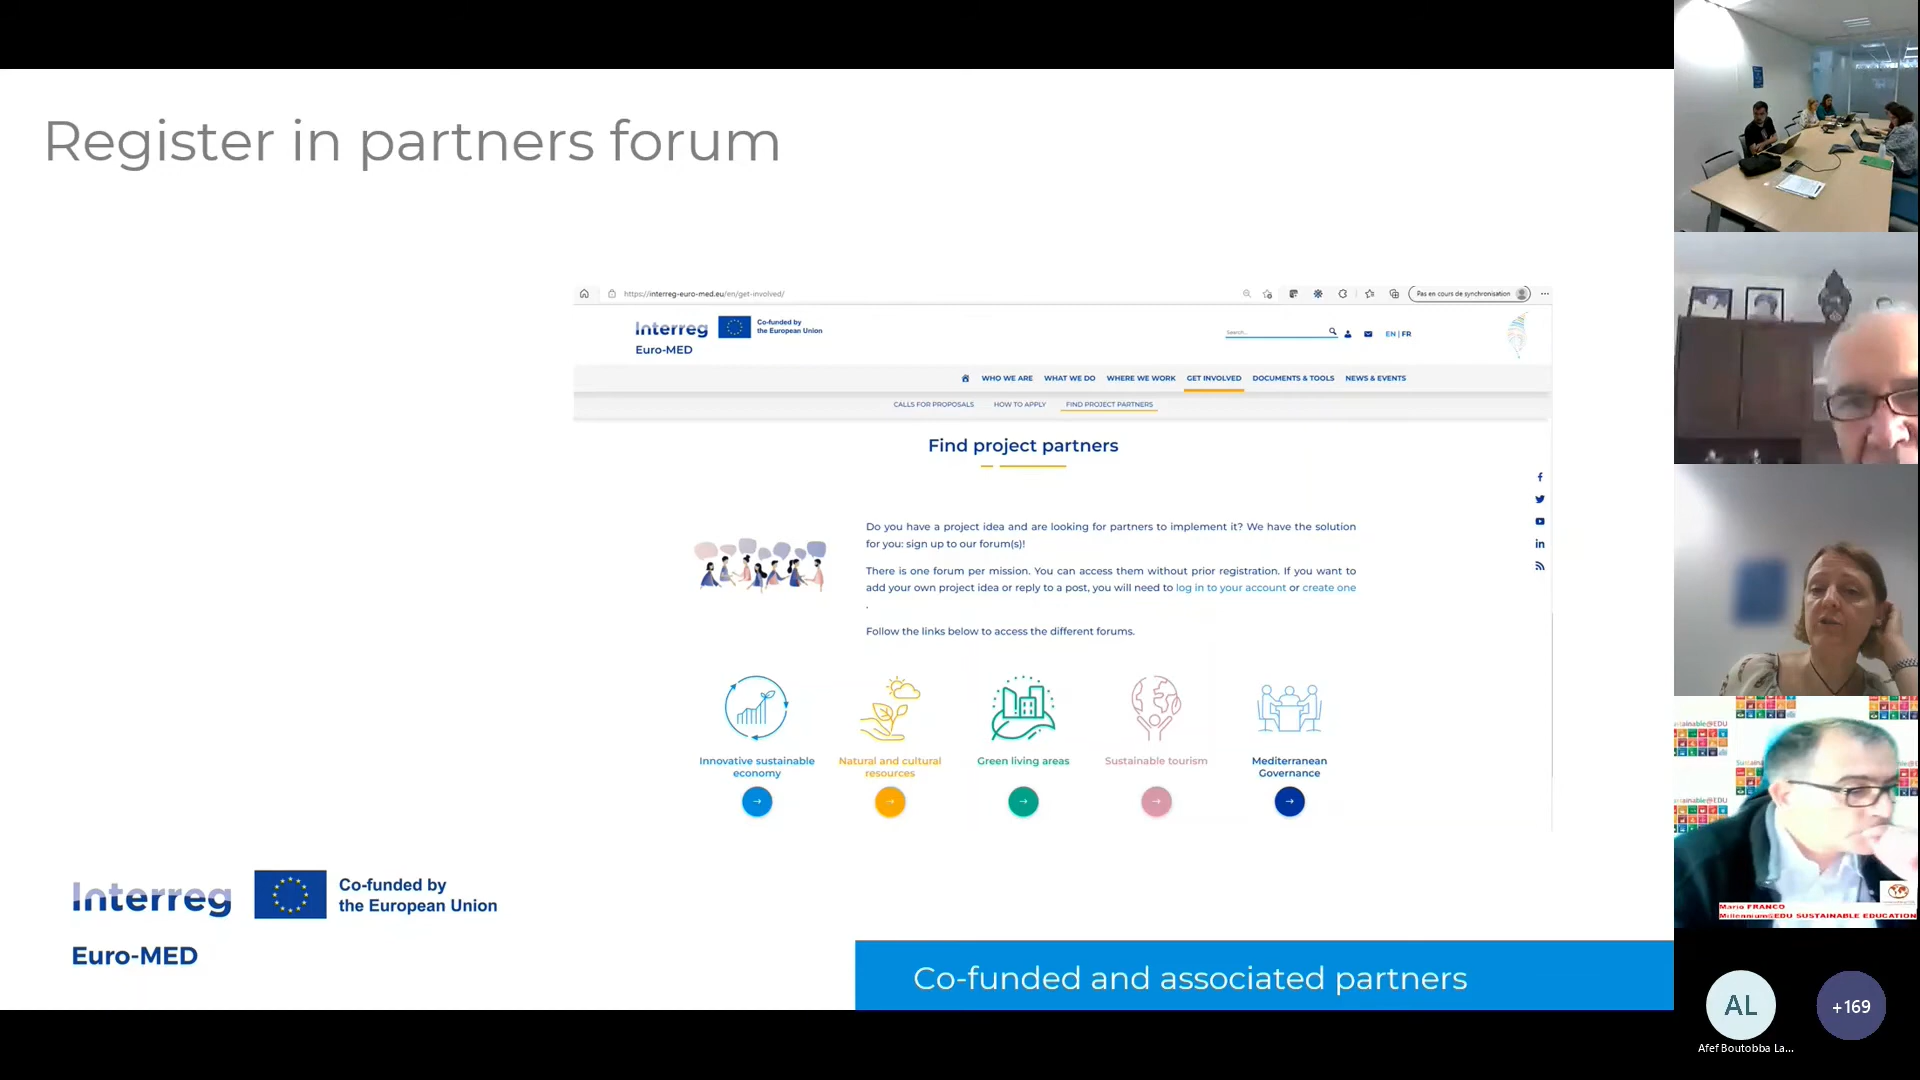 Register in partners forum
https://interreg-euro-med.eu/en/get-involved/
Pas en cours de synchronisation
Interreg
Co-funded by
the European Union
Euro-MED
Search...
EN | FR
WHO WE ARE
WHAT WE DO
WHERE WE WORK
GET INVOLVED
DOCUMENTS & TOOLS
NEWS & EVENTS
CALLS FOR PROPOSALS
HOW TO APPLY
FIND PROJECT PARTNERS
Find project partners
Do you have a project idea and are looking for partners to implement it? We have the solution
for you: sign up to our forum(s)!
There is one forum per mission. You can access them without prior registration. If you want to
add your own project idea or reply to a post, you will need to log in to your account or create one
.
Follow the links below to access the different forums.
Innovative sustainable
economy
Natural and cultural
resources
Green living areas
Sustainable tourism
Mediterranean
Governance
Interreg
Co-funded by
the European Union
Euro-MED
Co-funded and associated partners
Mario FRANCO
Millennium@EDU SUSTAINABLE EDUCATION
AL
+169
Afef Boutobba La...